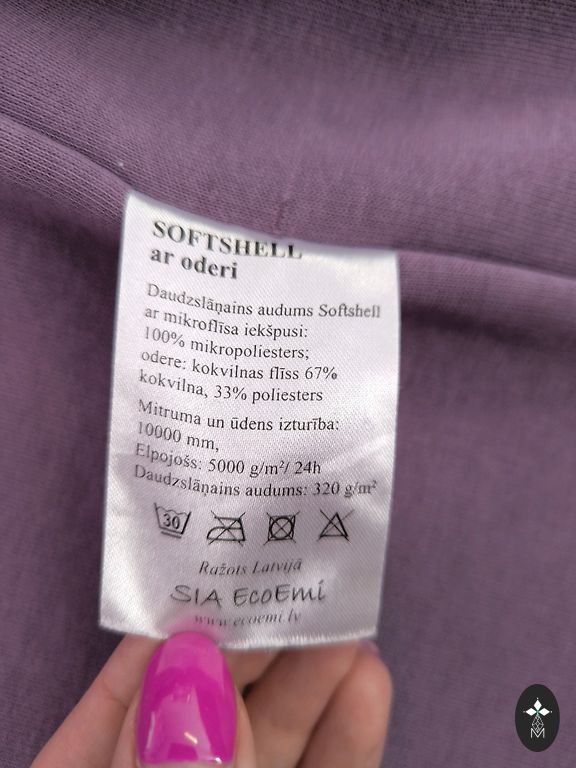 SOFTSHELL
ar oderi
Daudzslāņains audums Softshell
ar mikroflīsa iekšpusi:
100% mikropoliesters;
odere: kokvilnas flīss 67%
kokvilna, 33% poliesters
Mitruma un ūdens izturība:
10000 mm,
Elpojošs: 5000 g/m²/ 24h
Daudzslāņains audums: 320 g/m²
30
Ražots Latvijā
SIA EcoEmi
www.ecoemi.lv
M